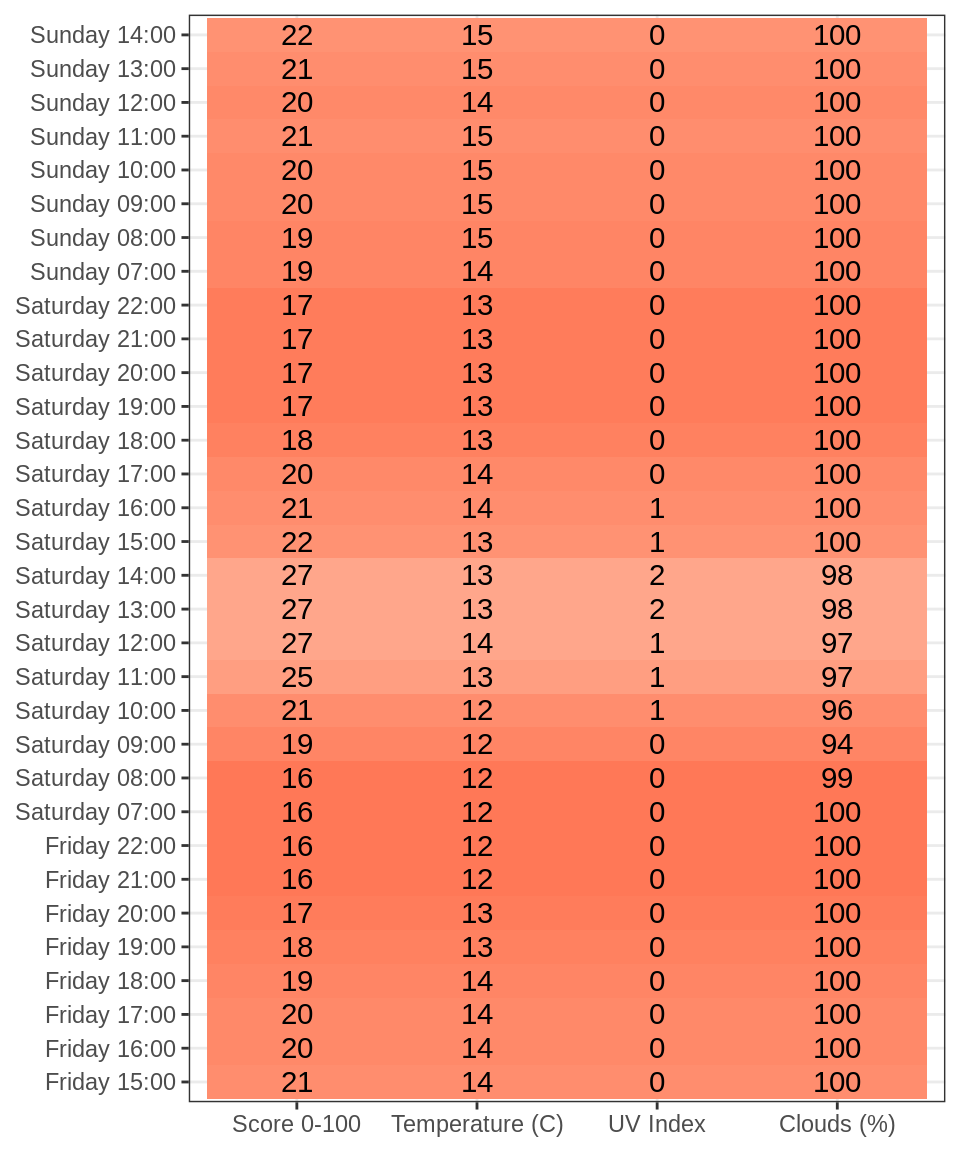 Sunday 14:00 22 15 0 100
Sunday 13:00 21 15 0 100
Sunday 12:00 20 14 0 100
Sunday 11:00 21 15 0 100
Sunday 10:00 20 15 0 100
Sunday 09:00 20 15 0 100
Sunday 08:00 19 15 0 100
Sunday 07:00 19 14 0 100
Saturday 22:00 17 13 0 100
Saturday 21:00 17 13 0 100
Saturday 20:00 17 13 0 100
Saturday 19:00 17 13 0 100
Saturday 18:00 18 13 0 100
Saturday 17:00 20 14 0 100
Saturday 16:00 21 14 1 100
Saturday 15:00 22 13 1 100
Saturday 14:00 27 13 2 98
Saturday 13:00 27 13 2 98
Saturday 12:00 27 14 1 97
Saturday 11:00 25 13 1 97
Saturday 10:00 21 12 1 96
Saturday 09:00 19 12 0 94
Saturday 08:00 16 12 0 99
Saturday 07:00 16 12 0 100
Friday 22:00 16 12 0 100
Friday 21:00 16 12 0 100
Friday 20:00 17 13 0 100
Friday 19:00 18 13 0 100
Friday 18:00 19 14 0 100
Friday 17:00 20 14 0 100
Friday 16:00 20 14 0 100
Friday 15:00 21 14 0 100
Score 0-100 Temperature (C) UV Index Clouds (%)